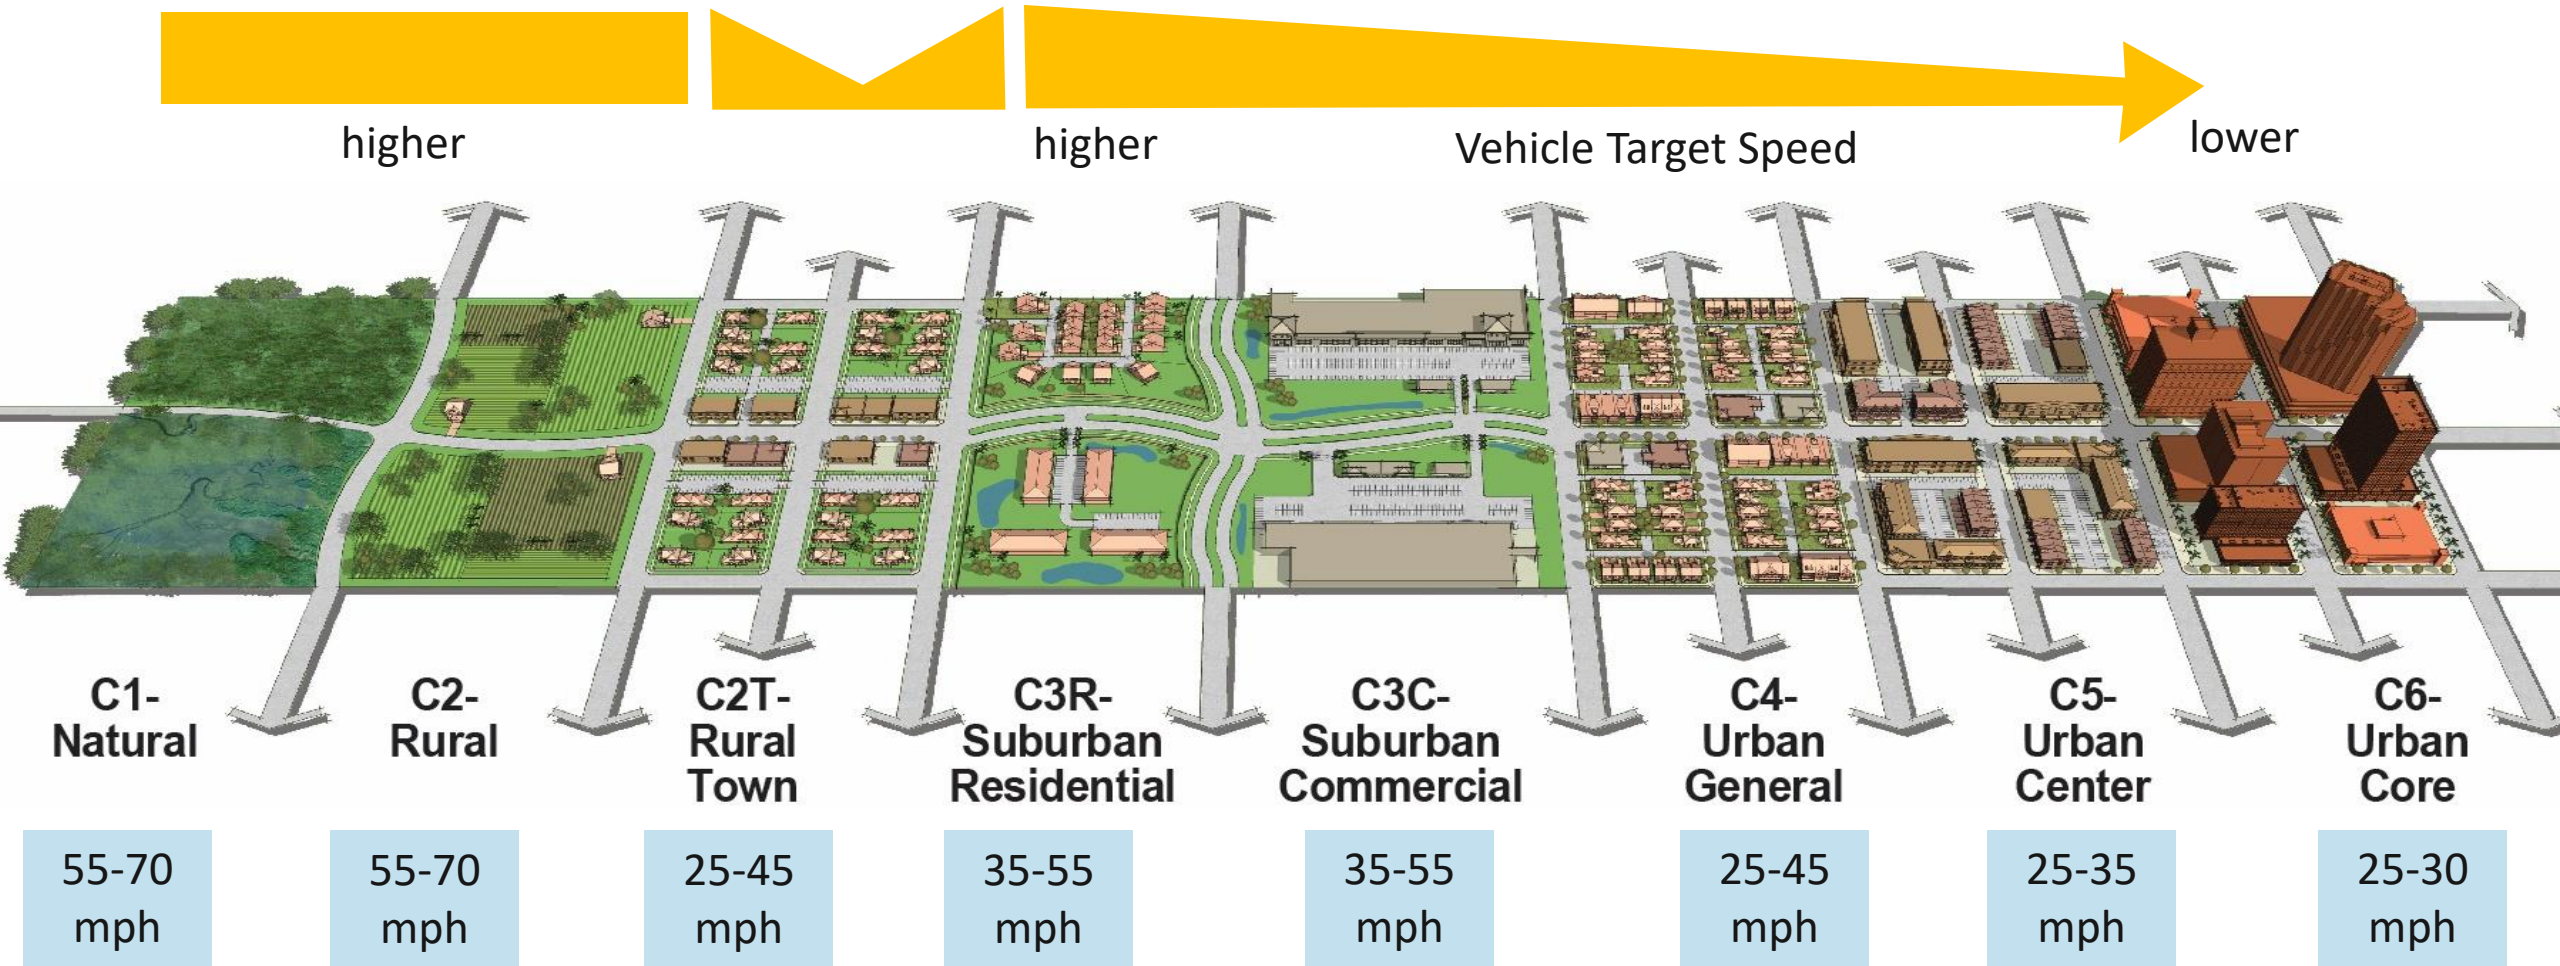 higher
higher
Vehicle Target Speed
lower
C1-
Natural
C2-
Rural
C2T-
Rural
Town
C3R-
Suburban
Residential
C3C-
Suburban
Commercial
C4-
Urban
General
C5-
Urban
Center
C6-
Urban
Core
55-70
mph
55-70
mph
25-45
mph
35-55
mph
35-55
mph
25-45
mph
25-35
mph
25-30
mph